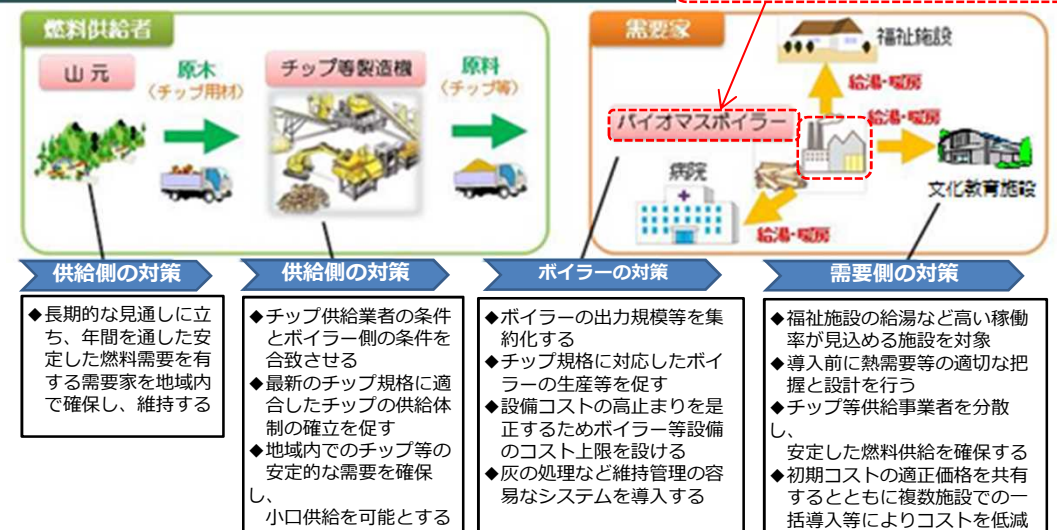 燃料供給者
山元
原木
(チップ用材)
チップ等製造機
原料
(チップ等)
需要家
福祉施設
給湯・暖房
バイオマスボイラー
給湯・暖房
病院
文化教育施設
給湯・暖房
供給側の対策
◆長期的な見通しに立
ち、年間を通した安
定した燃料需要を有
する需要家を地域内
で確保し、維持する
供給側の対策
◆チップ供給業者の条件
とボイラー側の条件を
合致させる
◆最新のチップ規格に適
合したチップの供給体
制の確立を促す
◆地域内でのチップ等の
安定的な需要を確保
し、
小口供給を可能とする
ボイラーの対策
◆ボイラーの出力規模等を集
約化する
◆チップ規格に対応したボイ
ラーの生産等を促す
◆設備コストの高止まりを是
正するためボイラー等設備
のコスト上限を設ける
◆灰の処理など維持管理の容
易なシステムを導入する
需要側の対策
◆福祉施設の給湯など高い稼働
率が見込める施設を対象
◆導入前に熱需要等の適切な把
握と設計を行う
◆チップ等供給事業者を分散
し、
安定した燃料供給を確保する
◆初期コストの適正価格を共有
するとともに複数施設での一
括導入等によりコストを低減